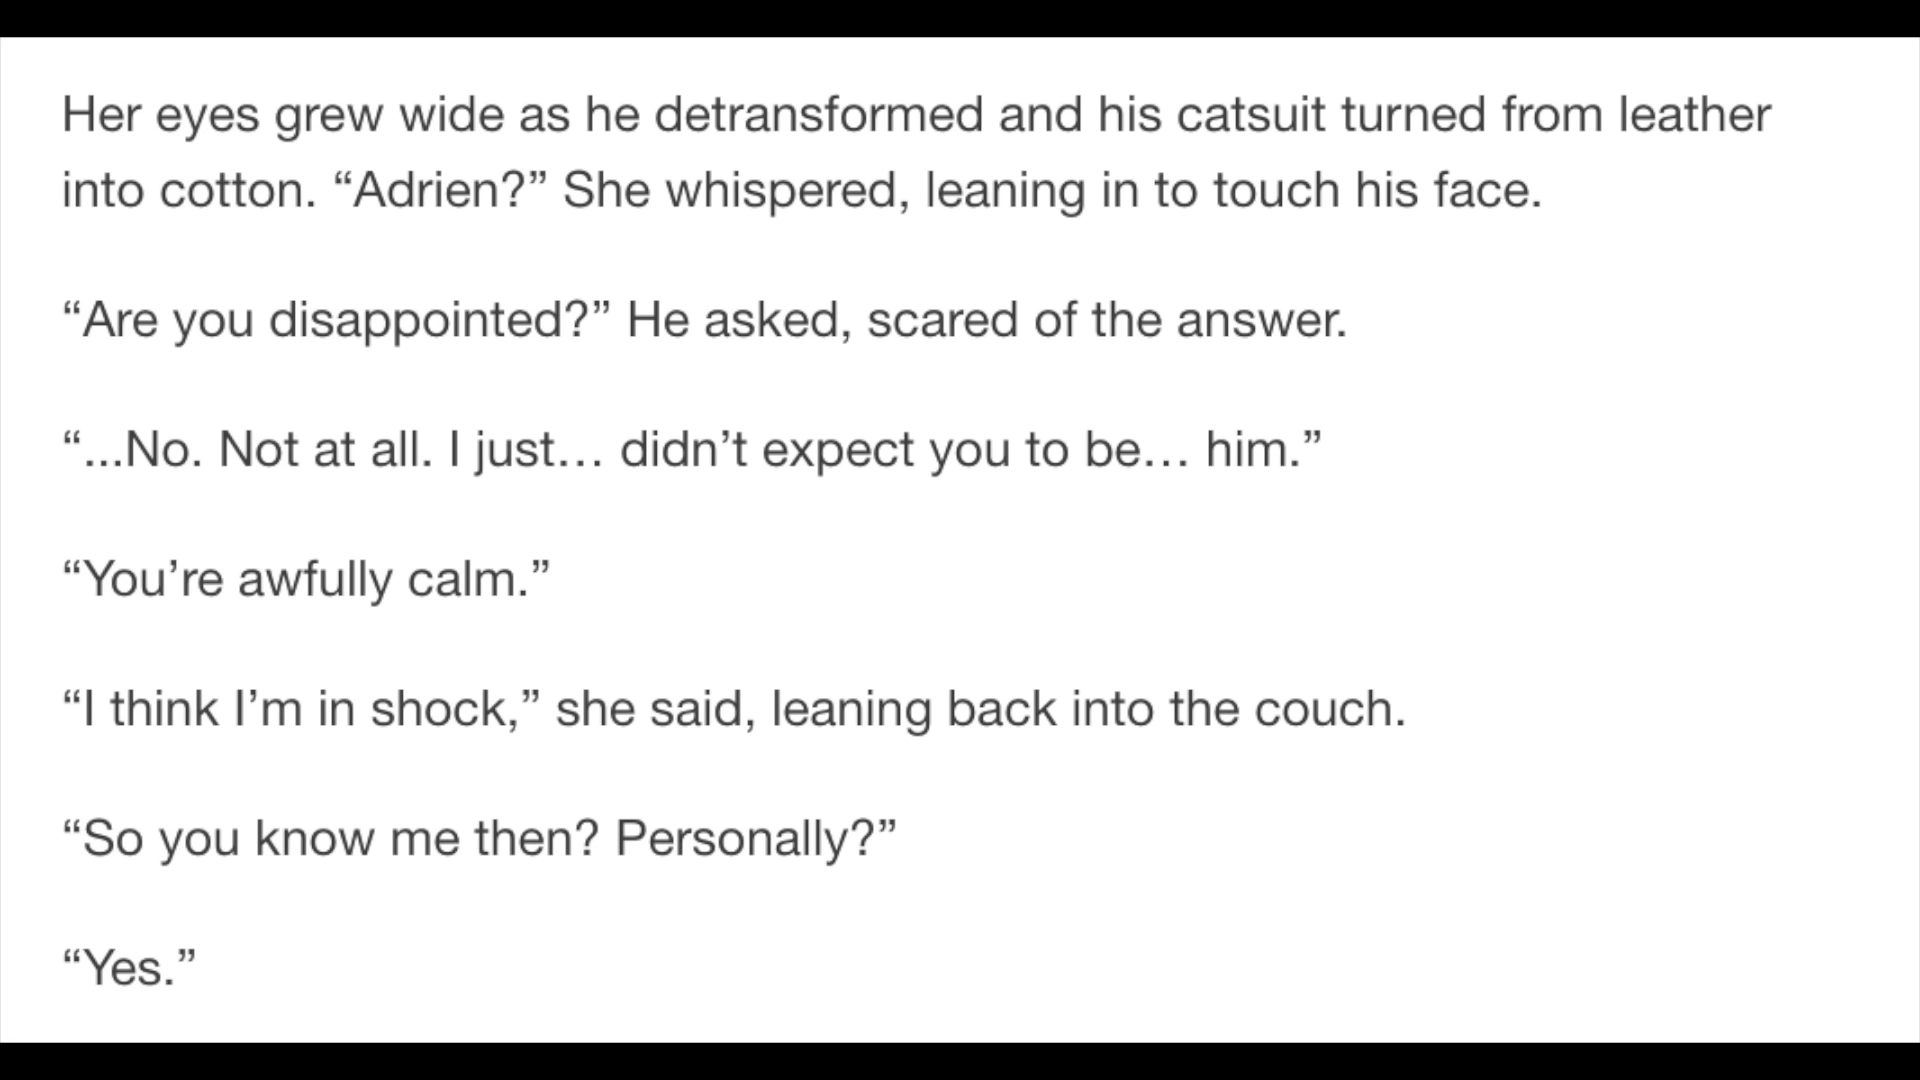 Her eyes grew wide as he detransformed and his catsuit turned from leather
into cotton. “Adrien?” She whispered, leaning in to touch his face.
“Are you disappointed?” He asked, scared of the answer.
“...No. Not at all. I just… didn’t expect you to be… him.”
“You’re awfully calm.”
“I think I’m in shock,” she said, leaning back into the couch.
“So you know me then? Personally?”
“Yes.”